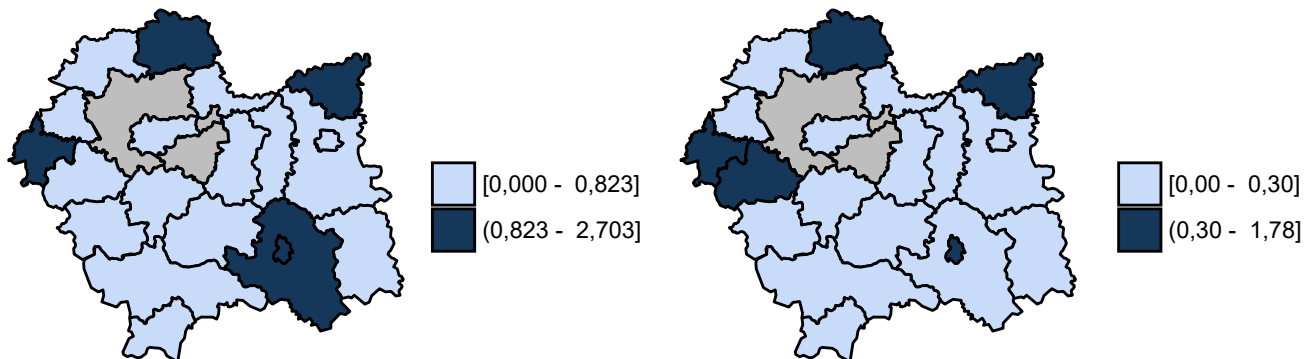 [0,000 - 0,823]
(0,823 - 2,703]
[0,00 - 0,30]
(0,30 - 1,78]